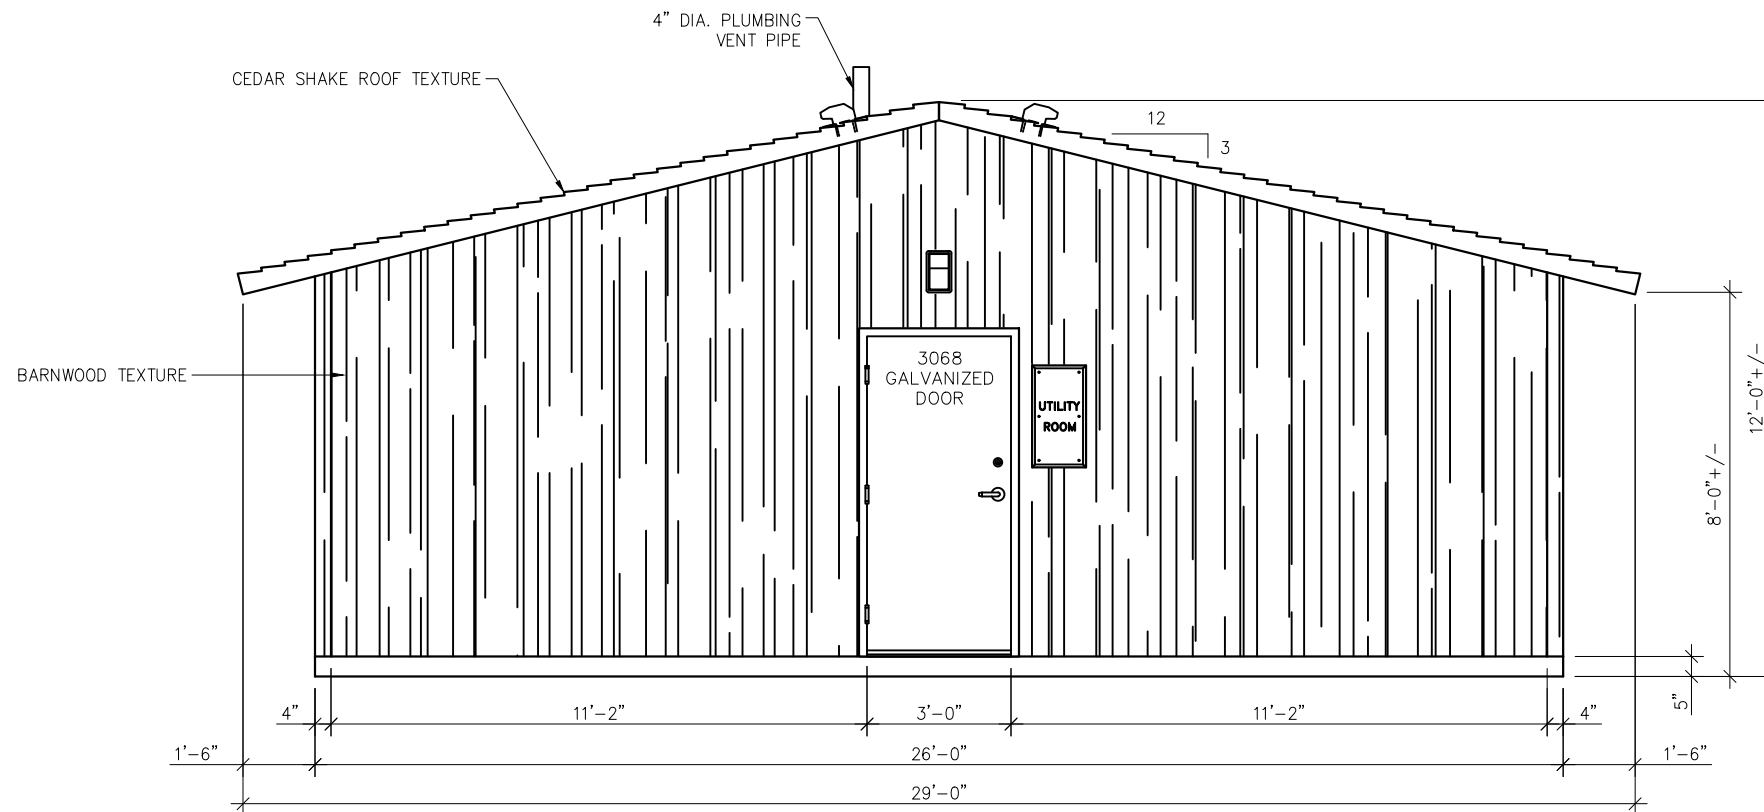 4" DIA. PLUMBING
VENT PIPE
CEDAR SHAKE ROOF TEXTURE
12
3
BARNWOOD TEXTURE
3068
GALVANIZED
DOOR
UTILITY
ROOM
12'-0"+/-
8'-0"+/-
5"
4"
11'-2"
3'-0"
11'-2"
4"
1'-6"
26'-0"
1'-6"
29'-0"